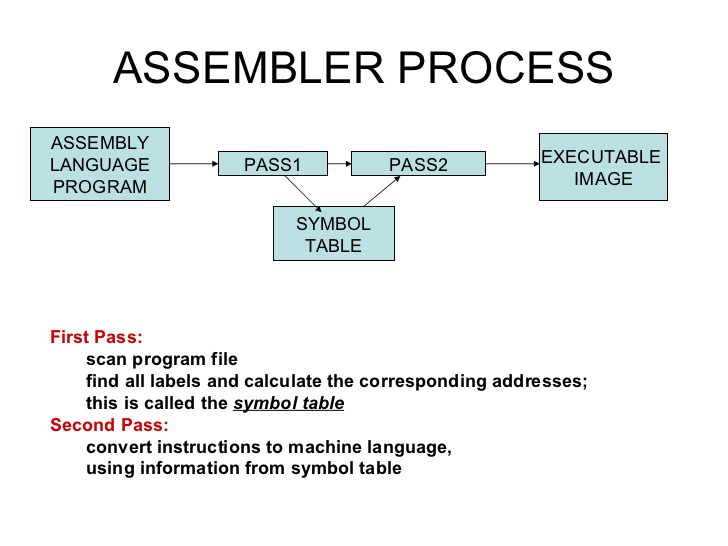 ASSEMBLER PROCESS
ASSEMBLY
LANGUAGE
PROGRAM
PASS1
PASS2
EXECUTABLE
IMAGE
SYMBOL
TABLE
First Pass:
scan program file
find all labels and calculate the corresponding addresses;
this is called the symbol table
Second Pass:
convert instructions to machine language,
using information from symbol table